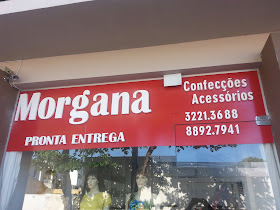 Morgana
PRONTA ENTREGA
Confecções
Acessórios
3221.3688
8892.7941